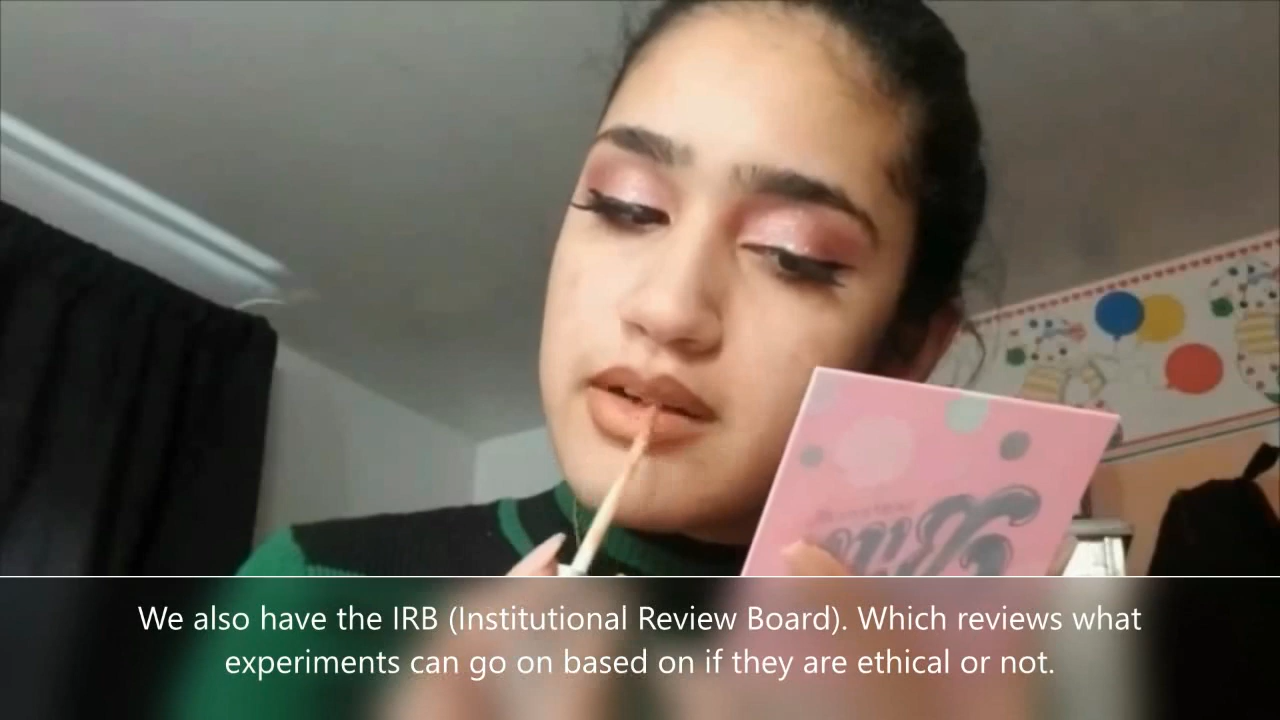 We also have the IRB (Institutional Review Board). Which reviews what
experiments can go on based on if they are ethical or not.